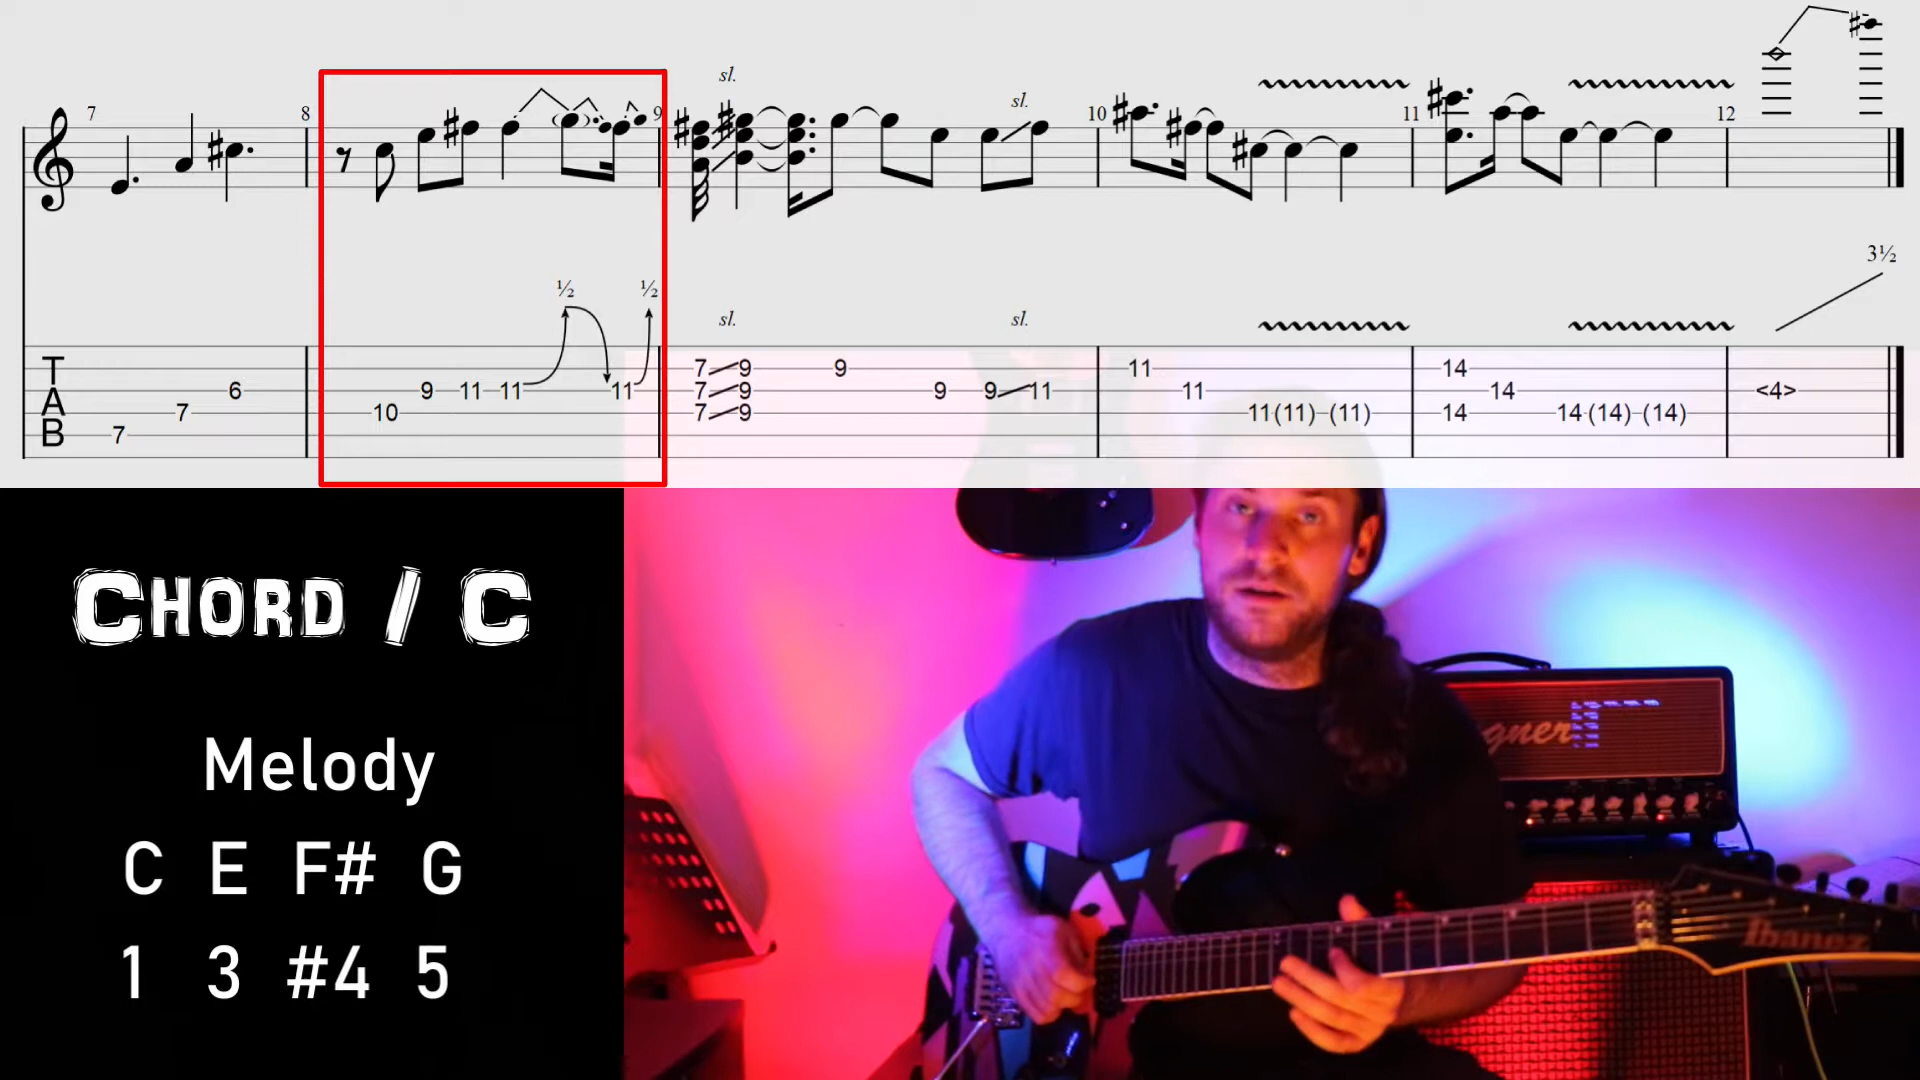 sl. sl.
7 8 9 10 11 12
½ ½ 3½
sl. sl.
T
A
B
7 9 7 9 9 11 14
6 9 11 11 11 7 9 9 9 11 11 14 <4>
7 10 7 9 11 (11) (11) 14 14 (14) (14)
7
Chord / C
Melody
C E F# G
1 3 #4 5
gner
Ibanez